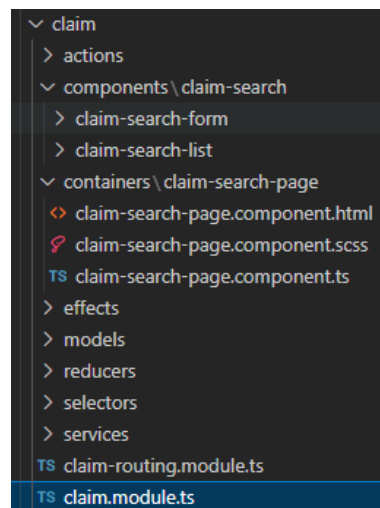 claim
actions
components\claim-search
claim-search-form
claim-search-list
containers\claim-search-page
<> claim-search-page.component.html
claim-search-page.component.scss
TS claim-search-page.component.ts
effects
models
reducers
selectors
services
TS claim-routing.module.ts
TS claim.module.ts